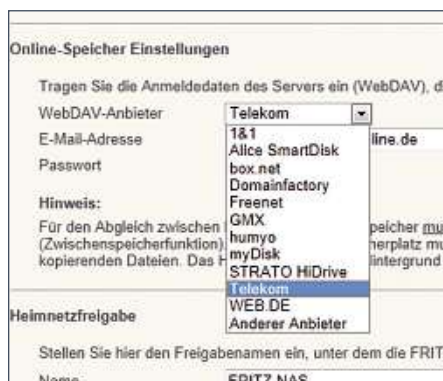 Online-Speicher Einstellungen
Tragen Sie die Anmeldedaten des Servers ein (WebDAV), d
WebDAV-Anbieter
Telekom
E-Mail-Adresse
line.de
Passwort
1&1
Alice SmartDisk
box.net
Domainfactory
Freenet
GMX
humyo
myDisk
STRATO HiDrive
Telekom
WEB.DE
Anderer Anbieter
Hinweis:
Für den Abgleich zwischen peicher mu
(Zwischenspeicherfunktion) herplatz mu
kopierenden Dateien. Das H intergrund
Heimnetzfreigabe
Stellen Sie hier den Freigabenamen ein, unter dem die FRIT
Name
FRITZ.NAS